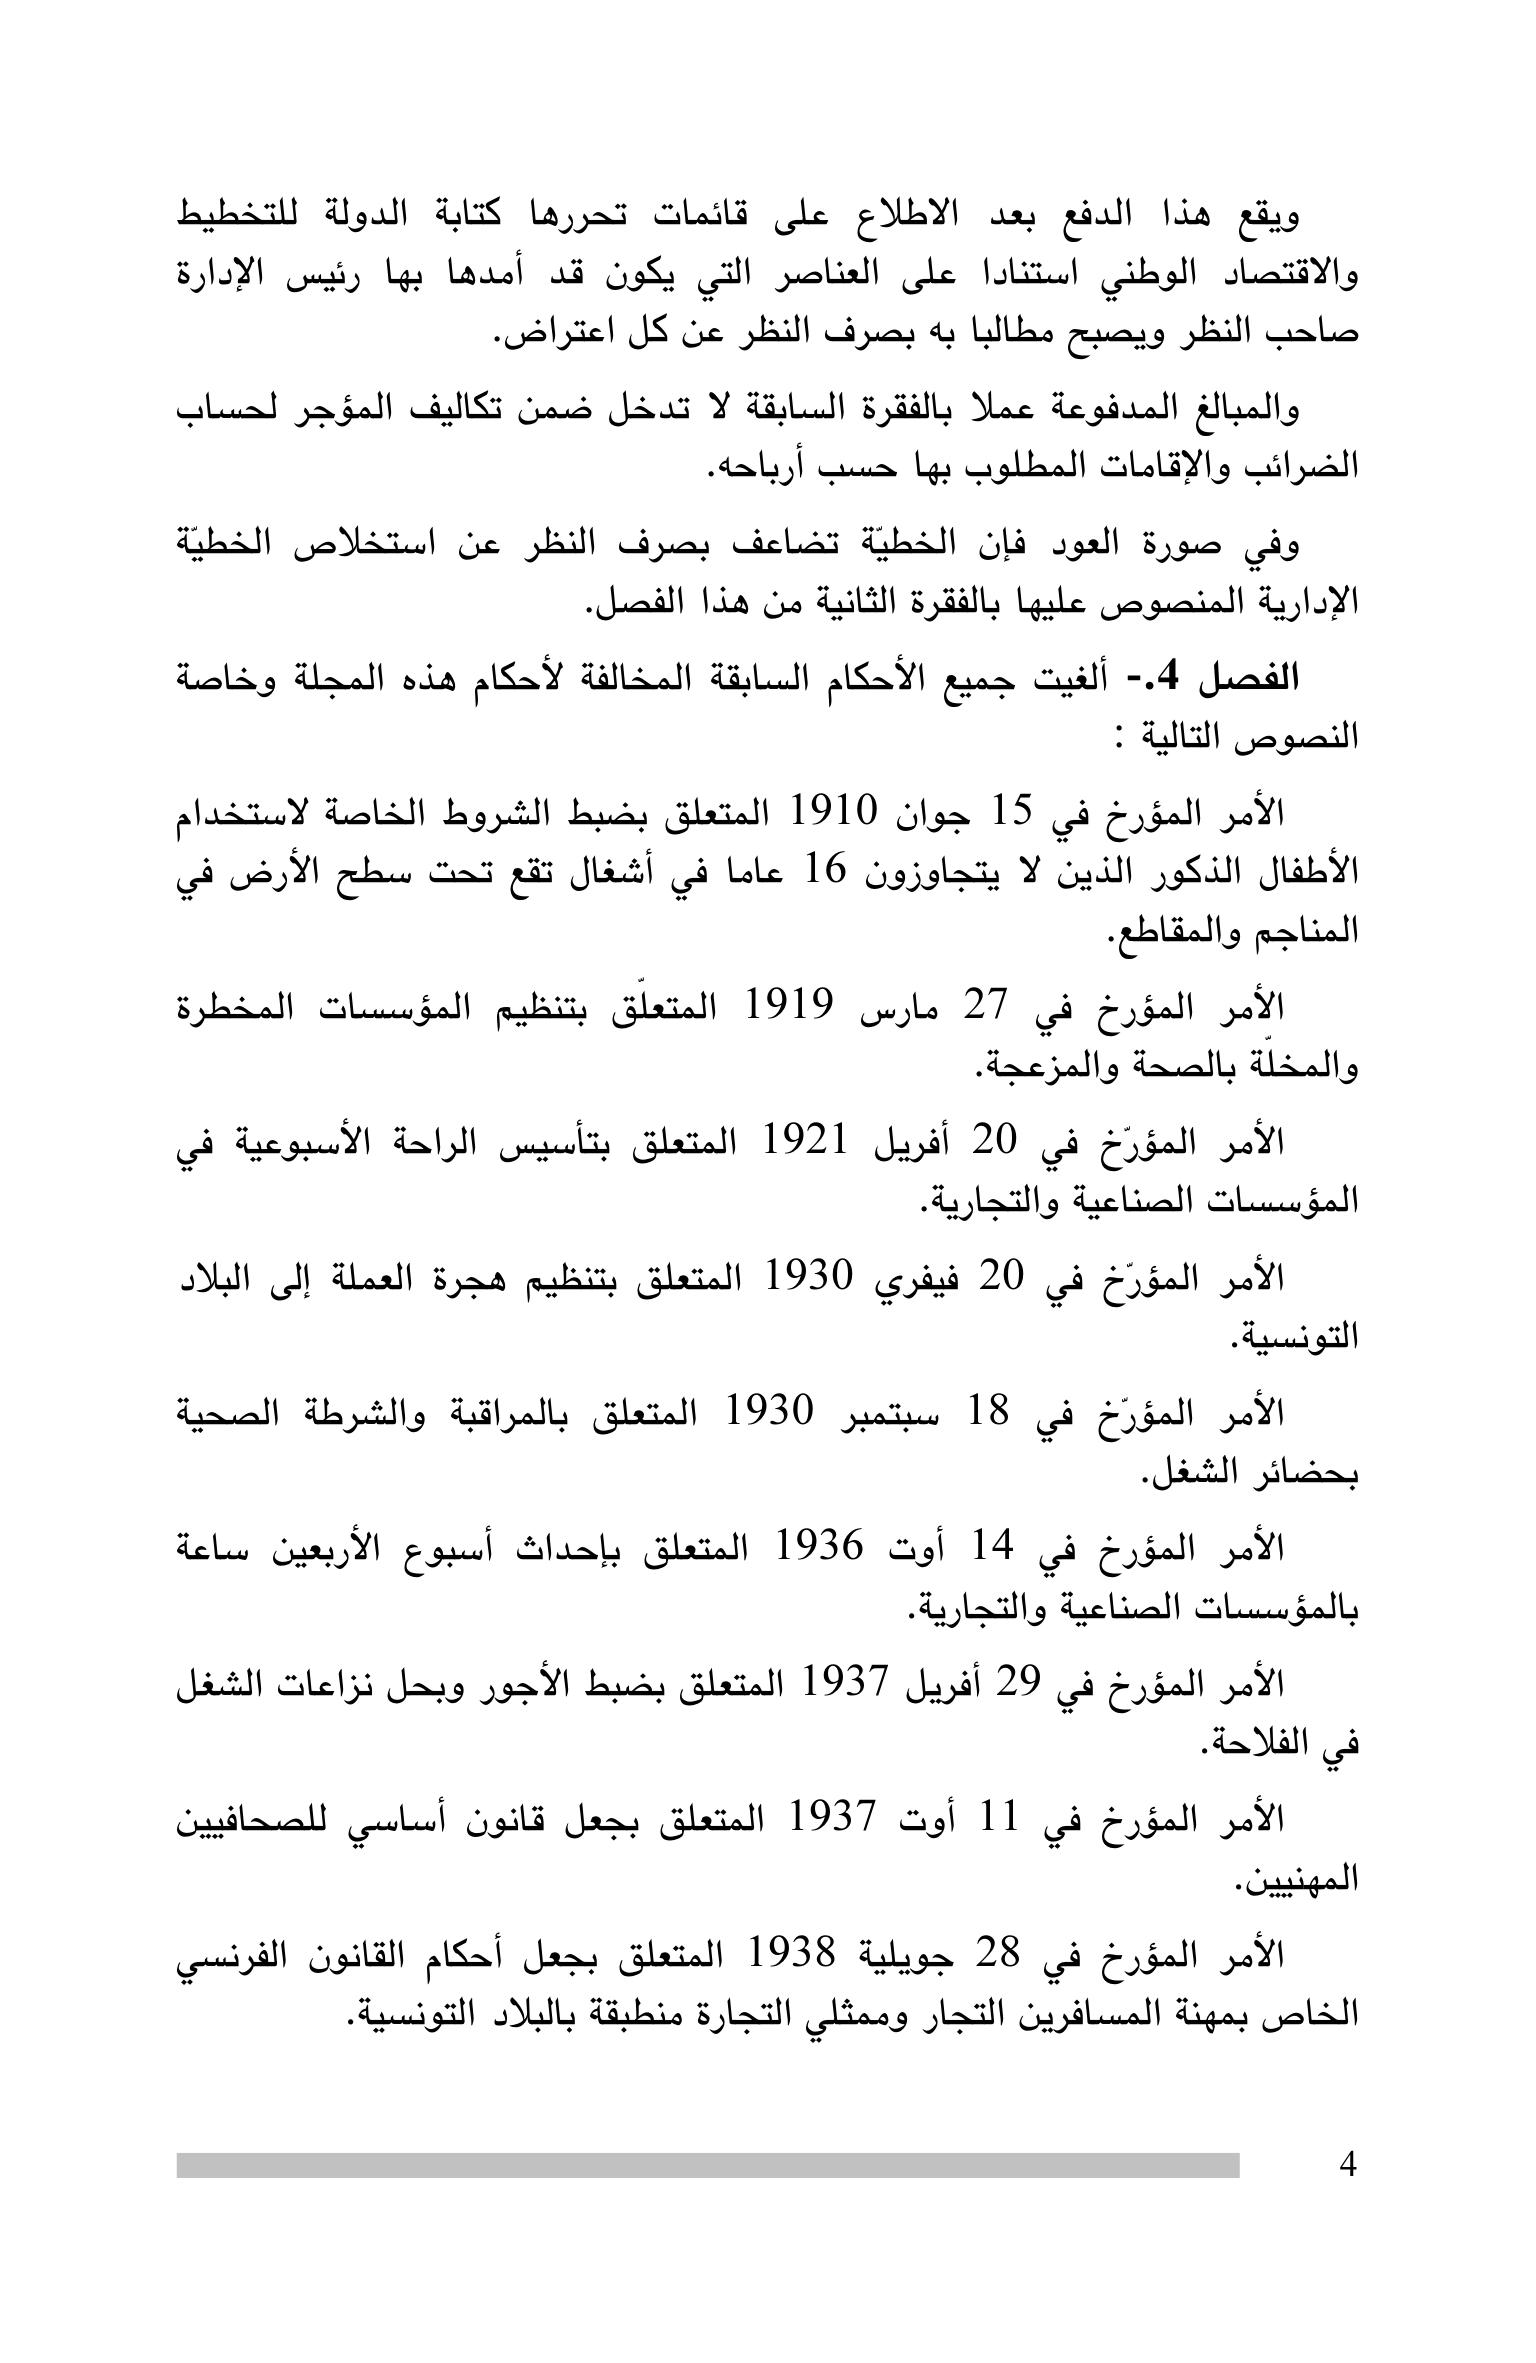 ويقع هذا الدفع بعد الاطلاع على قائمات تحررها كتابة الدولة للتخطيط
والاقتصاد الوطني استنادا على العناصر التي يكون قد أمدها بها رئيس الإدارة
صاحب النظر ويصبح مطالبا به بصرف النظر عن كل اعتراض.
والمبالغ المدفوعة عملا بالفقرة السابقة لا تدخل ضمن تكاليف المؤجر لحساب
الضرائب والإقامات المطلوب بها حسب أرباحه.
وفي صورة العود فإن الخطيّة تضاعف بصرف النظر عن استخلاص الخطيّة
الإدارية المنصوص عليها بالفقرة الثانية من هذا الفصل.
الفصل 4.- ألغيت جميع الأحكام السابقة المخالفة لأحكام هذه المجلة وخاصة
النصوص التالية :
الأمر المؤرخ في 15 جوان 1910 المتعلق بضبط الشروط الخاصة لاستخدام
الأطفال الذكور الذين لا يتجاوزون 16 عاما في أشغال تقع تحت سطح الأرض في
المناجم والمقاطع.
الأمر المؤرخ في 27 مارس 1919 المتعلّق بتنظيم المؤسسات المخطرة
والمخلّة بالصحة والمزعجة.
الأمر المؤرّخ في 20 أفريل 1921 المتعلق بتأسيس الراحة الأسبوعية في
المؤسسات الصناعية والتجارية.
الأمر المؤرّخ في 20 فيفري 1930 المتعلق بتنظيم هجرة العملة إلى البلاد
التونسية.
الأمر المؤرّخ في 18 سبتمبر 1930 المتعلق بالمراقبة والشرطة الصحية
بحضائر الشغل.
الأمر المؤرخ في 14 أوت 1936 المتعلق بإحداث أسبوع الأربعين ساعة
بالمؤسسات الصناعية والتجارية.
الأمر المؤرخ في 29 أفريل 1937 المتعلق بضبط الأجور وبحل نزاعات الشغل
في الفلاحة.
الأمر المؤرخ في 11 أوت 1937 المتعلق بجعل قانون أساسي للصحافيين
المهنيين.
الأمر المؤرخ في 28 جويلية 1938 المتعلق بجعل أحكام القانون الفرنسي
الخاص بمهنة المسافرين التجار وممثلي التجارة منطبقة بالبلاد التونسية.
4